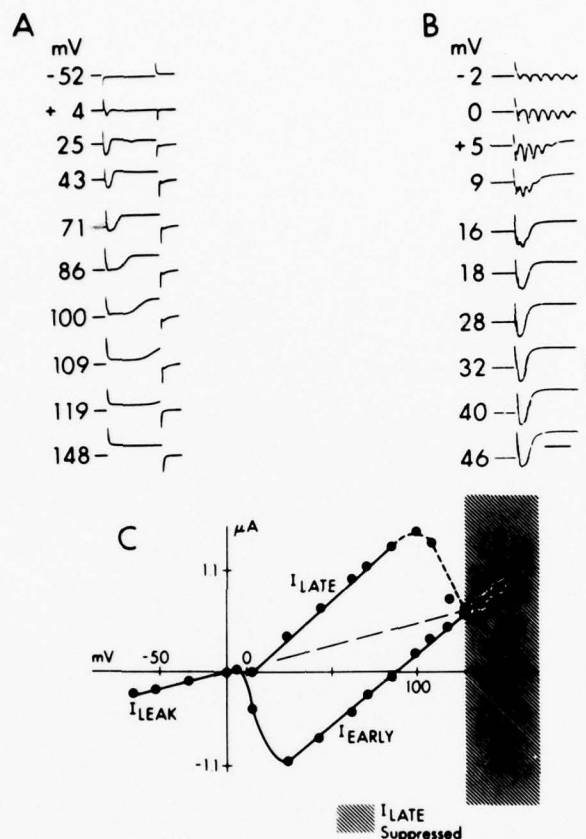 A
mV
-52
+ 4
25
43
71
86
100
109
119
148
B
mV
-2
0
+5
9
16
18
28
32
40
46
C
μA
11
I LATE
mV
-50
0
100
I LEAK
I EARLY
-11
I LATE
Suppressed